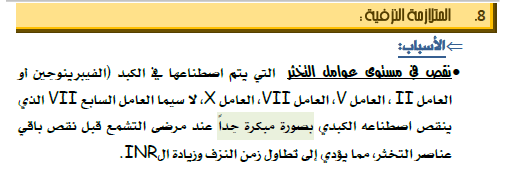 8. المتلازمة النزفية :
⇐ الأسباب:
• نقص في مستوى عوامل التخثر التي يتم اصطناعها في الكبد (الفيبرينوجين أو
العامل II ، العامل V، العامل VII، العامل X، لا سيما العامل السابع VII الذي
ينقص اصطناعه الكبدي بصورة مبكرة جداً عند مرضى التشمع قبل نقص باقي
عناصر التخثر، مما يؤدي إلى تطاول زمن النزف وزيادة الINR.